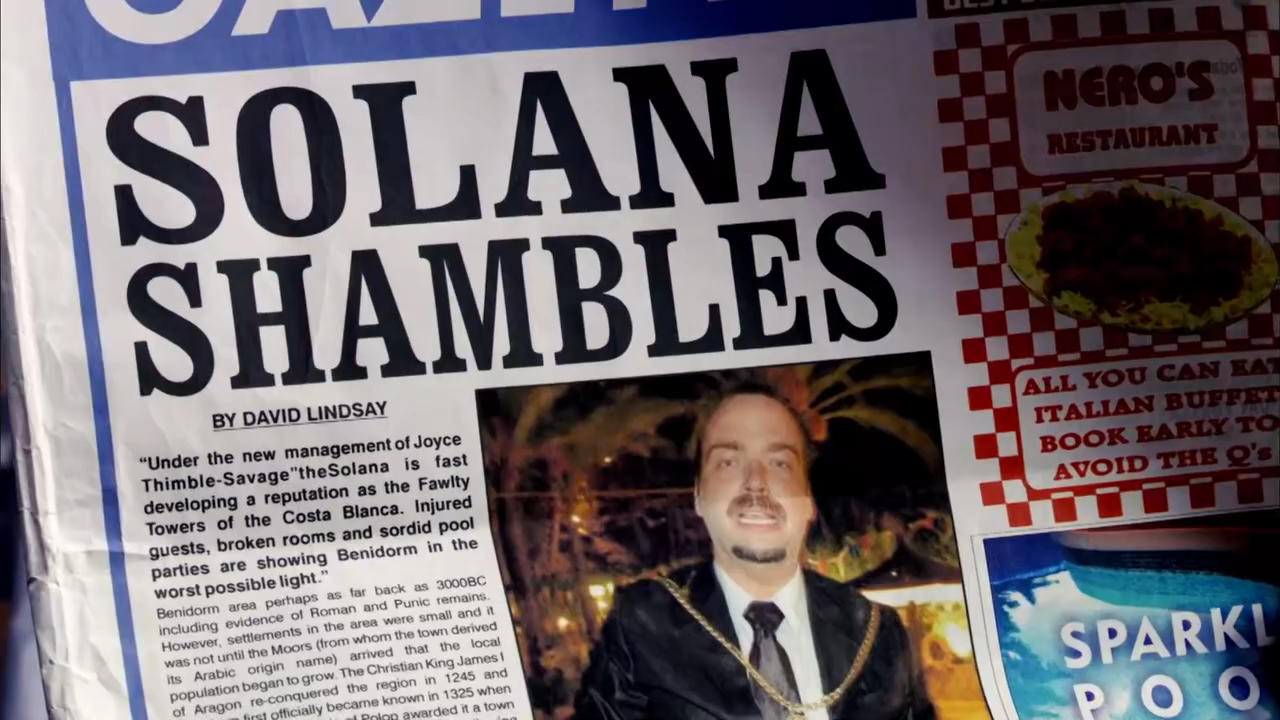 SOLANA
SHAMBLES
BY DAVID LINDSAY
“Under the new management of Joyce
Thimble-Savage"theSolana is fast
developing a reputation as the Fawlty
Towers of the Costa Blanca. Injured
guests, broken rooms and sordid pool
parties are showing Benidorm in the
worst possible light.”
Benidorm area perhaps as far back as 3000BC
including evidence of Roman and Punic remains.
However, settlements in the area were small and it
was not until the Moors (from whom the town derived
its Arabic origin name) arrived that the local
population began to grow. The Christian King James I
of Aragon re-conquered the region in 1245 and
first officially became known in 1325 when
of Polop awarded it a town
NERO'S
RESTAURANT
ALL YOU CAN EAT
ITALIAN BUFFET
BOOK EARLY TO
AVOID THE Q's
SPARKL
POO